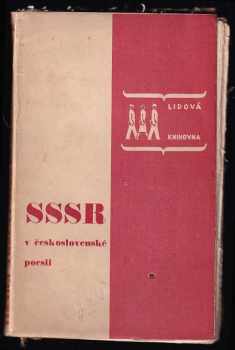 LIDOVÁ
KNIHOVNA
SSSR
v československé
poesii